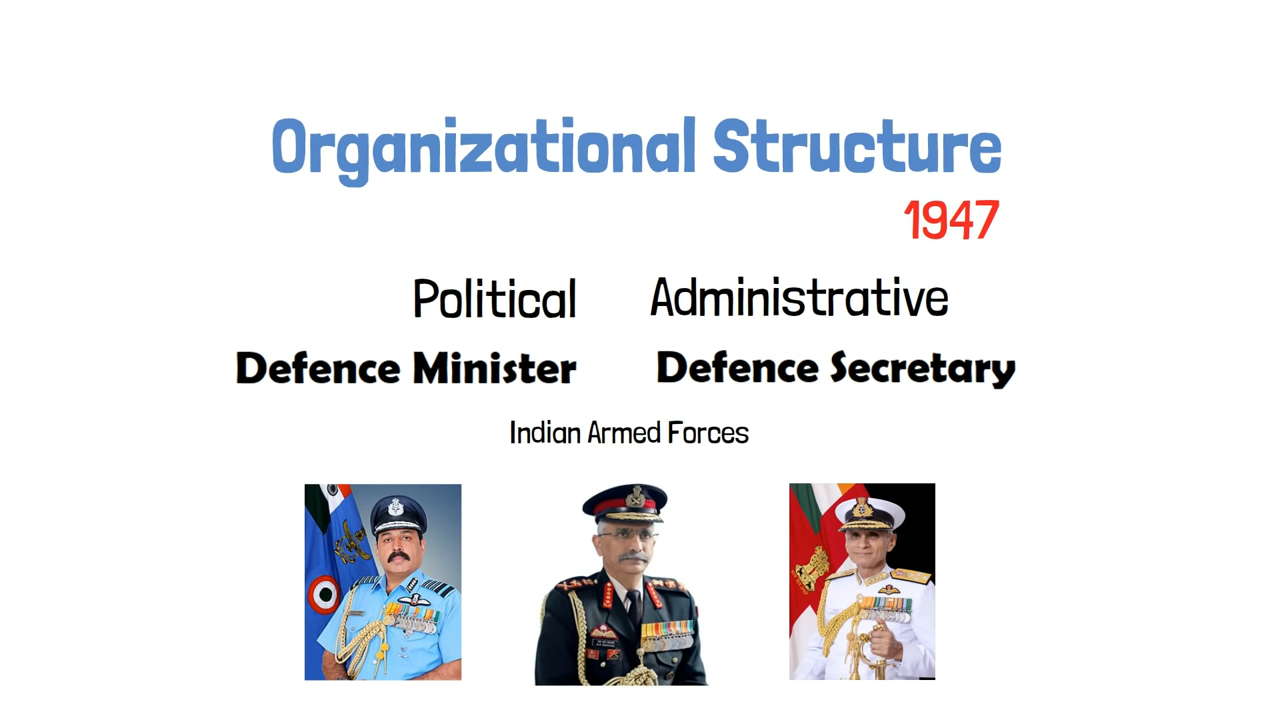 Organizational Structure
1947
Political Administrative
Defence Minister Defence Secretary
Indian Armed Forces